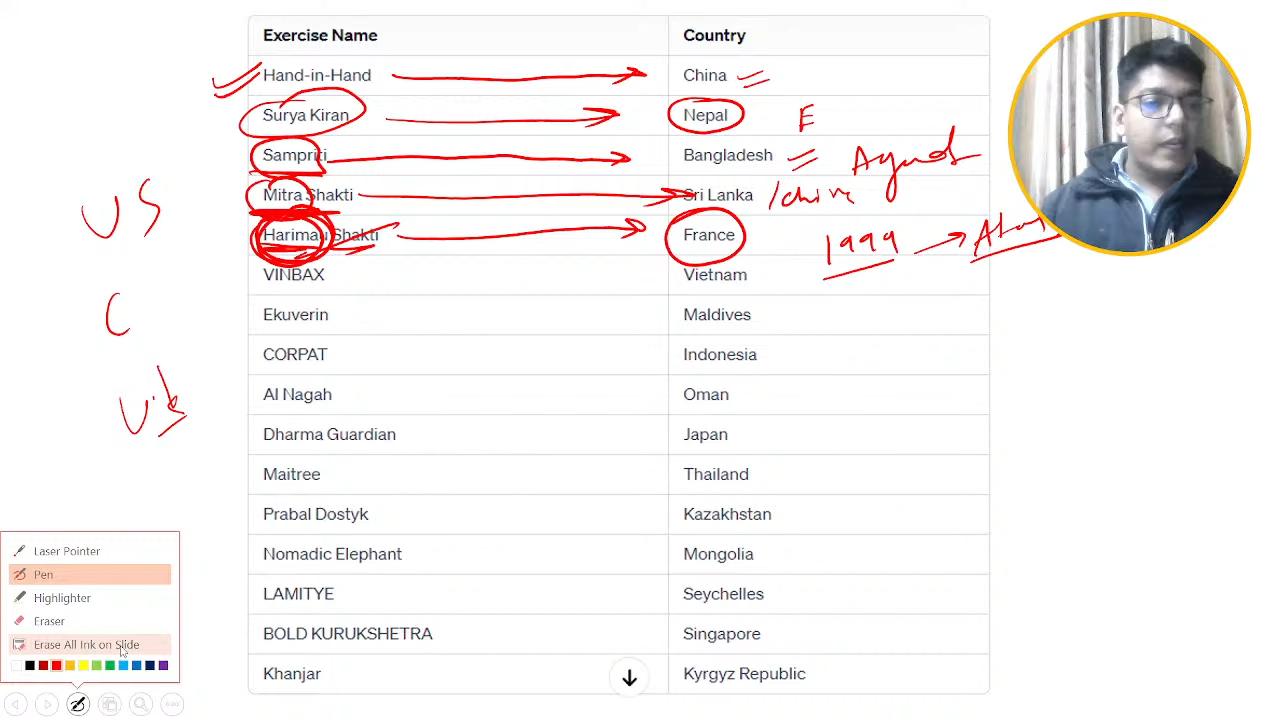 Exercise Name Country
Hand-in-Hand China
Surya Kiran Nepal E
Sampriti Bangladesh
Mitra Shakti Sri Lanka
US
Harimau Shakti France 1999
VINBAX Vietnam
Ekuverin Maldives
C
CORPAT Indonesia
Al Nagah Oman
Dharma Guardian Japan
Maitree Thailand
Prabal Dostyk Kazakhstan
Nomadic Elephant Mongolia
LAMITYE Seychelles
BOLD KURUKSHETRA Singapore
Khanjar Kyrgyz Republic
Laser Pointer
Pen
Highlighter
Eraser
Erase All Ink on Slide